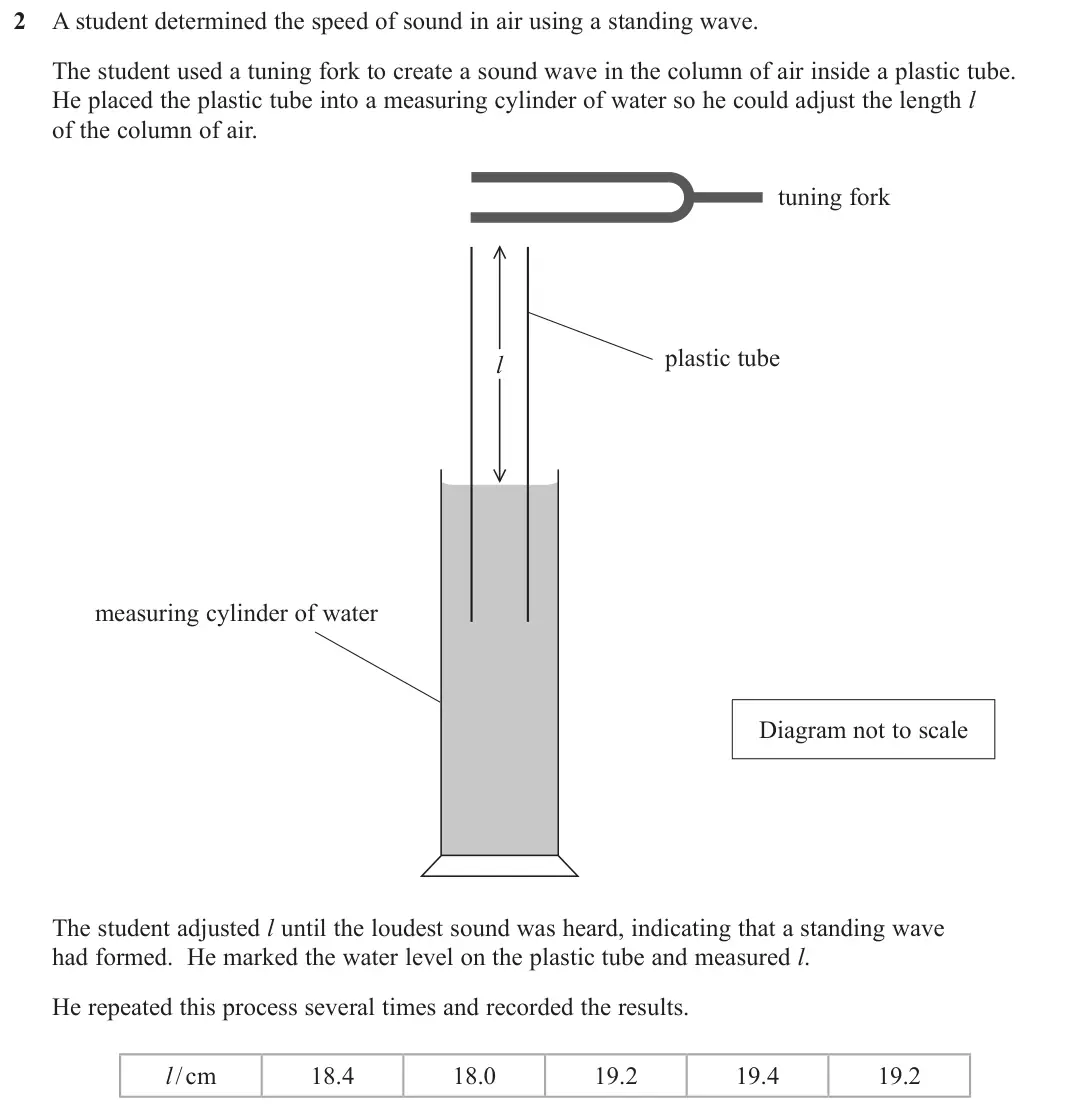 2 A student determined the speed of sound in air using a standing wave.
The student used a tuning fork to create a sound wave in the column of air inside a plastic tube.
He placed the plastic tube into a measuring cylinder of water so he could adjust the length l
of the column of air.
tuning fork
plastic tube
l
measuring cylinder of water
Diagram not to scale
The student adjusted l until the loudest sound was heard, indicating that a standing wave
had formed. He marked the water level on the plastic tube and measured l.
He repeated this process several times and recorded the results.
l/cm 18.4 18.0 19.2 19.4 19.2